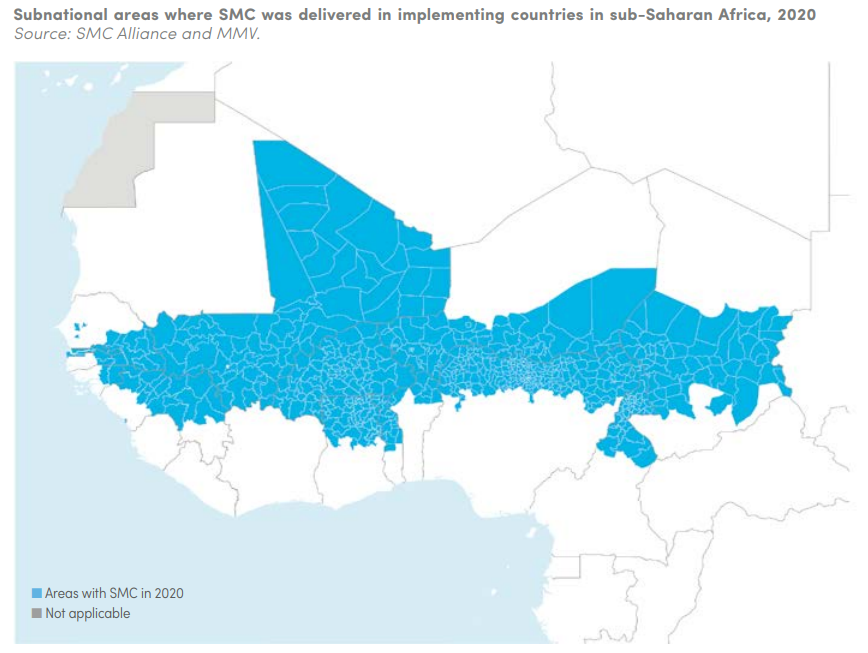 Subnational areas where SMC was delivered in implementing countries in sub-Saharan Africa, 2020
Source: SMC Alliance and MMV.
Areas with SMC in 2020
Not applicable